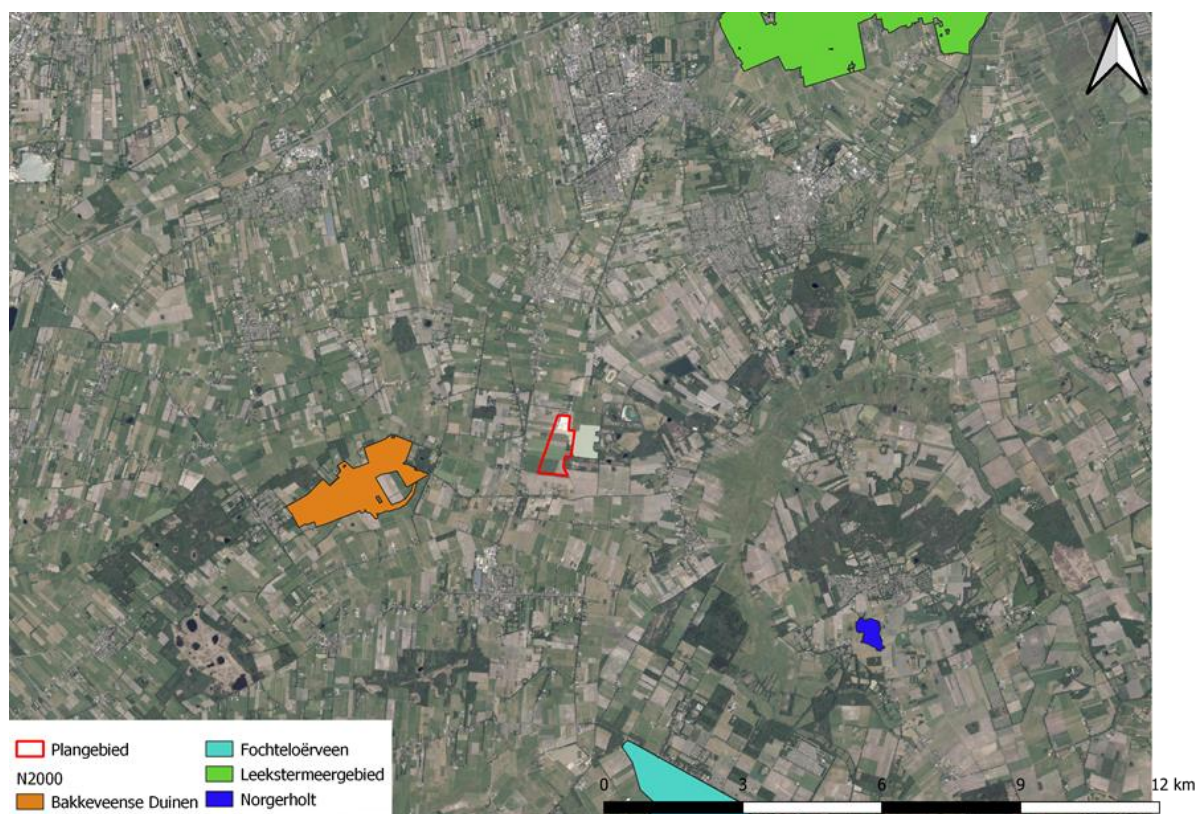 Plangebied
N2000
Bakkeveense Duinen
Fochteloërveen
Leekstermeergebied
Norgerholt
0 3 6 9 12 km